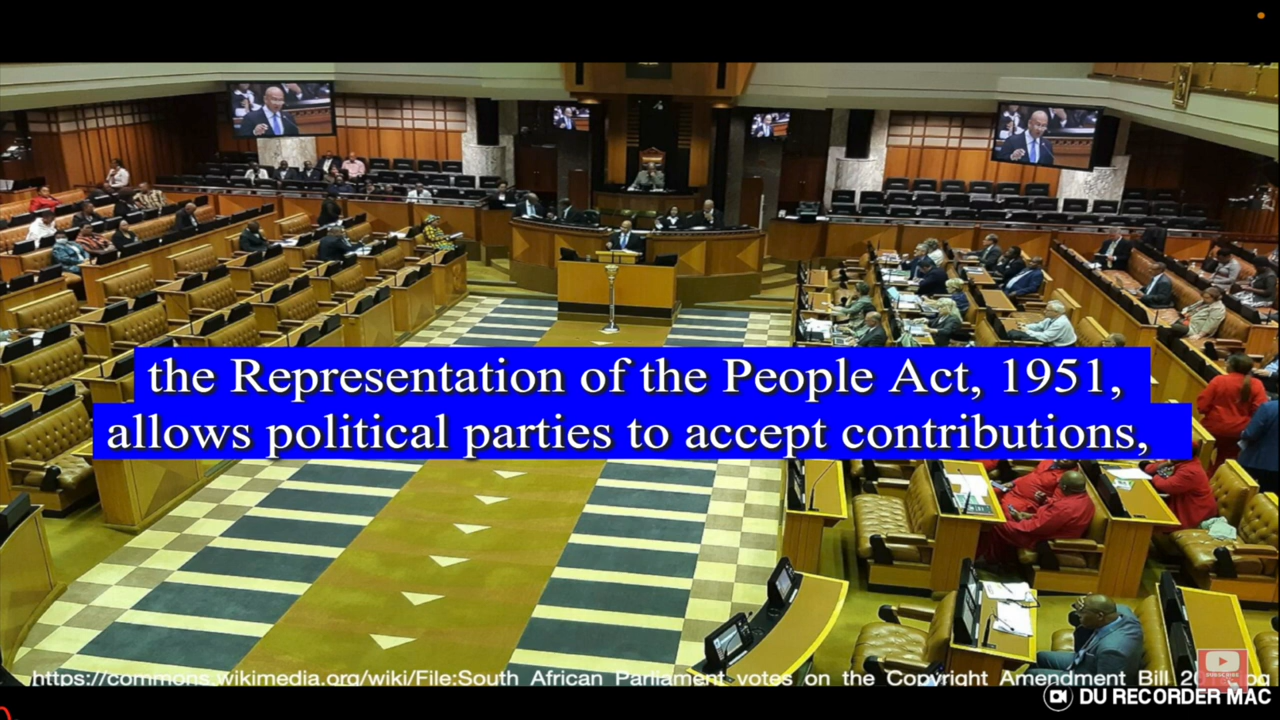 the Representation of the People Act, 1951,
allows political parties to accept contributions,
https://commons.wikimedia.org/wiki/File:South African Parliament votes on the Copyright Amendment Bill
SUBSCRIBE
DU RECORDER MAC